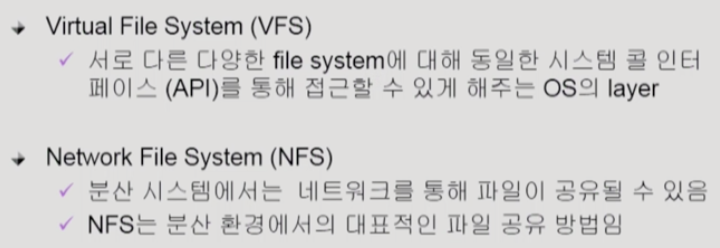 Virtual File System (VFS)
서로 다른 다양한 file system에 대해 동일한 시스템 콜 인터
페이스 (API)를 통해 접근할 수 있게 해주는 OS의 layer
Network File System (NFS)
분산 시스템에서는 네트워크를 통해 파일이 공유될 수 있음
NFS는 분산 환경에서의 대표적인 파일 공유 방법임